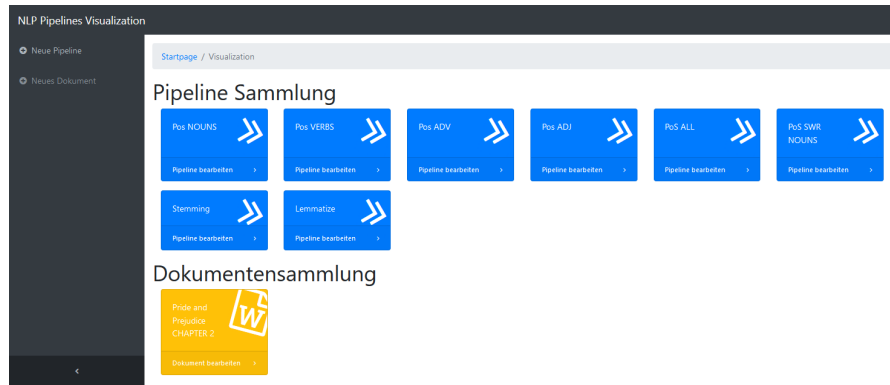 NLP Pipelines Visualization
Neue Pipeline
Neues Dokument
Startpage / Visualization
Pipeline Sammlung
Pos NOUNS
Pipeline bearbeiten
Pos VERBS
Pipeline bearbeiten
Pos ADV
Pipeline bearbeiten
Pos ADJ
Pipeline bearbeiten
PoS ALL
Pipeline bearbeiten
PoS SWR
NOUNS
Pipeline bearbeiten
Stemming
Pipeline bearbeiten
Lemmatize
Pipeline bearbeiten
Dokumentensammlung
Pride and
Prejudice
CHAPTER 2
W
Dokument bearbeiten